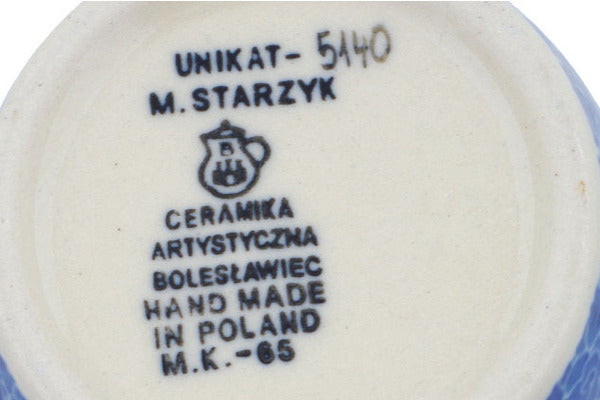 UNIKAT- 5140
M. STARZYK
B
CERAMIKA
ARTYSTYCZNA
BOLESŁAWIEC
HAND MADE
IN POLAND
M.K.-65